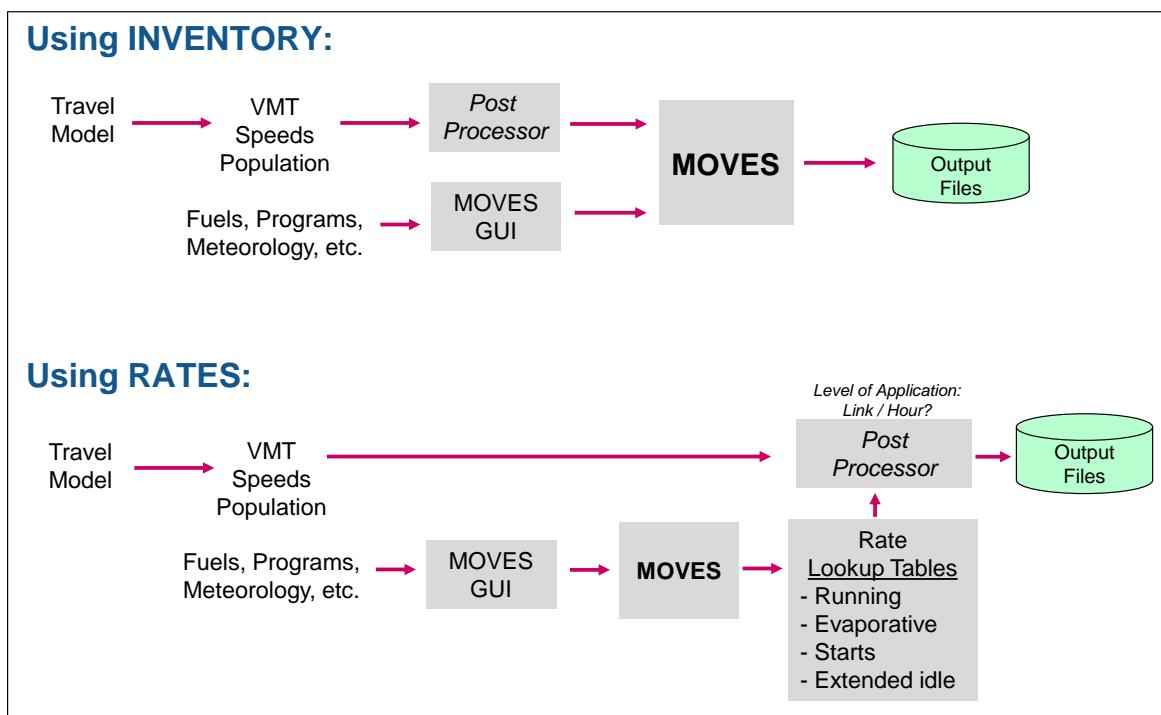 Using INVENTORY:
Travel
Model
VMT
Speeds
Population
Post
Processor
MOVES
Output
Files
Fuels, Programs,
Meteorology, etc.
MOVES
GUI
Using RATES:
Level of Application:
Link / Hour?
Travel
Model
VMT
Speeds
Population
Post
Processor
Output
Files
Fuels, Programs,
Meteorology, etc.
MOVES
GUI
MOVES
Rate
Lookup Tables
- Running
- Evaporative
- Starts
- Extended idle